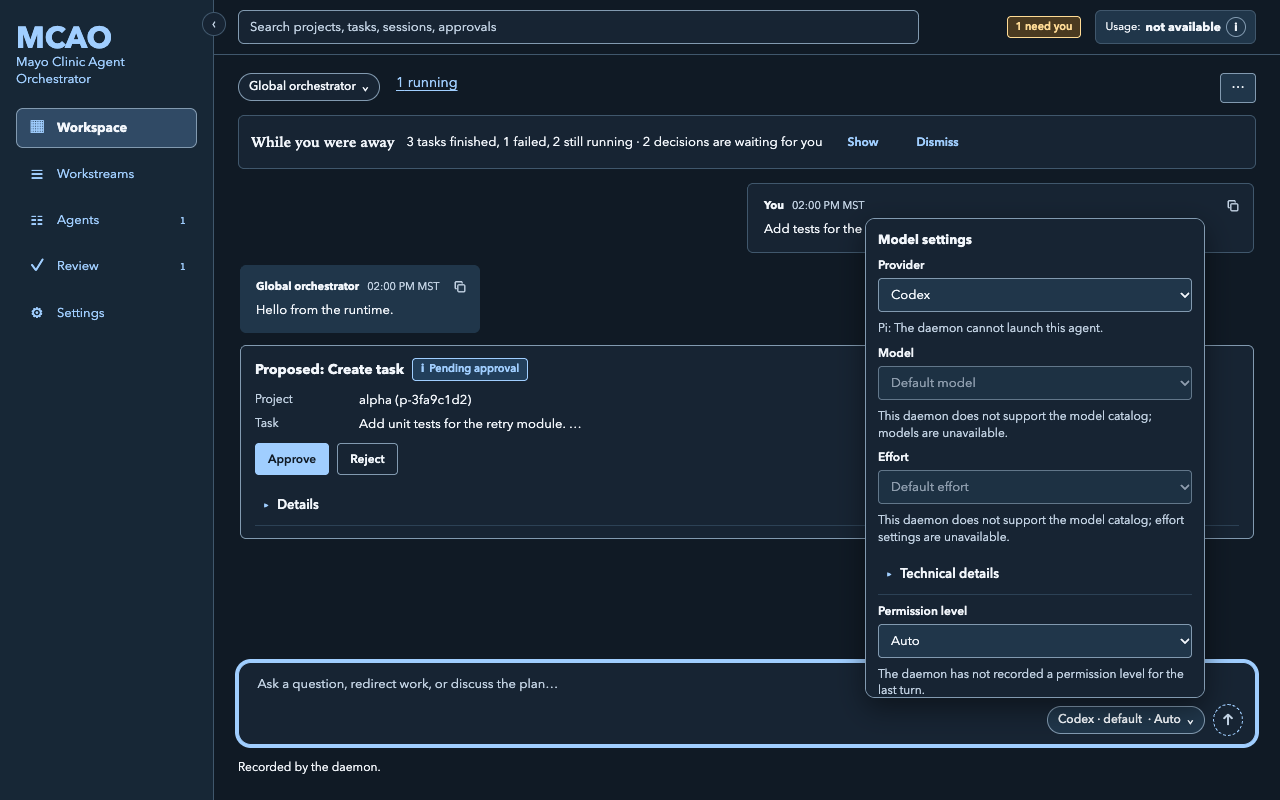 MCAO
Mayo Clinic Agent
Orchestrator
Workspace
Workstreams
Agents 1
Review 1
Settings
Search projects, tasks, sessions, approvals
1 need you
Usage: not available i
Global orchestrator
1 running
While you were away 3 tasks finished, 1 failed, 2 still running · 2 decisions are waiting for you Show Dismiss
You 02:00 PM MST
Add tests for the
Global orchestrator 02:00 PM MST
Hello from the runtime.
Proposed: Create task i Pending approval
Project alpha (p-3fa9c1d2)
Task Add unit tests for the retry module. …
Approve Reject
Details
Model settings
Provider
Codex
Pi: The daemon cannot launch this agent.
Model
Default model
This daemon does not support the model catalog;
models are unavailable.
Effort
Default effort
This daemon does not support the model catalog; effort
settings are unavailable.
Technical details
Permission level
Auto
The daemon has not recorded a permission level for the
last turn.
Ask a question, redirect work, or discuss the plan…
Codex · default · Auto
Recorded by the daemon.